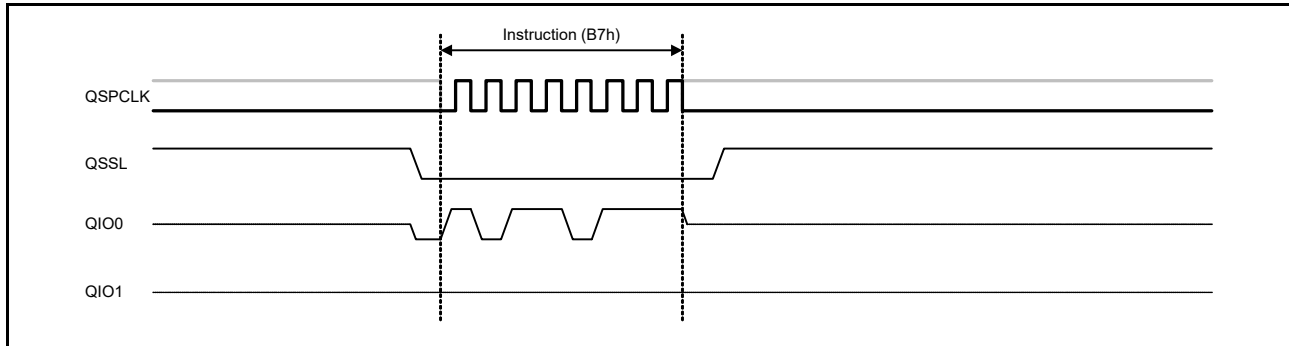 Instruction (B7h)
QSPCLK
QSSL
QIO0
QIO1